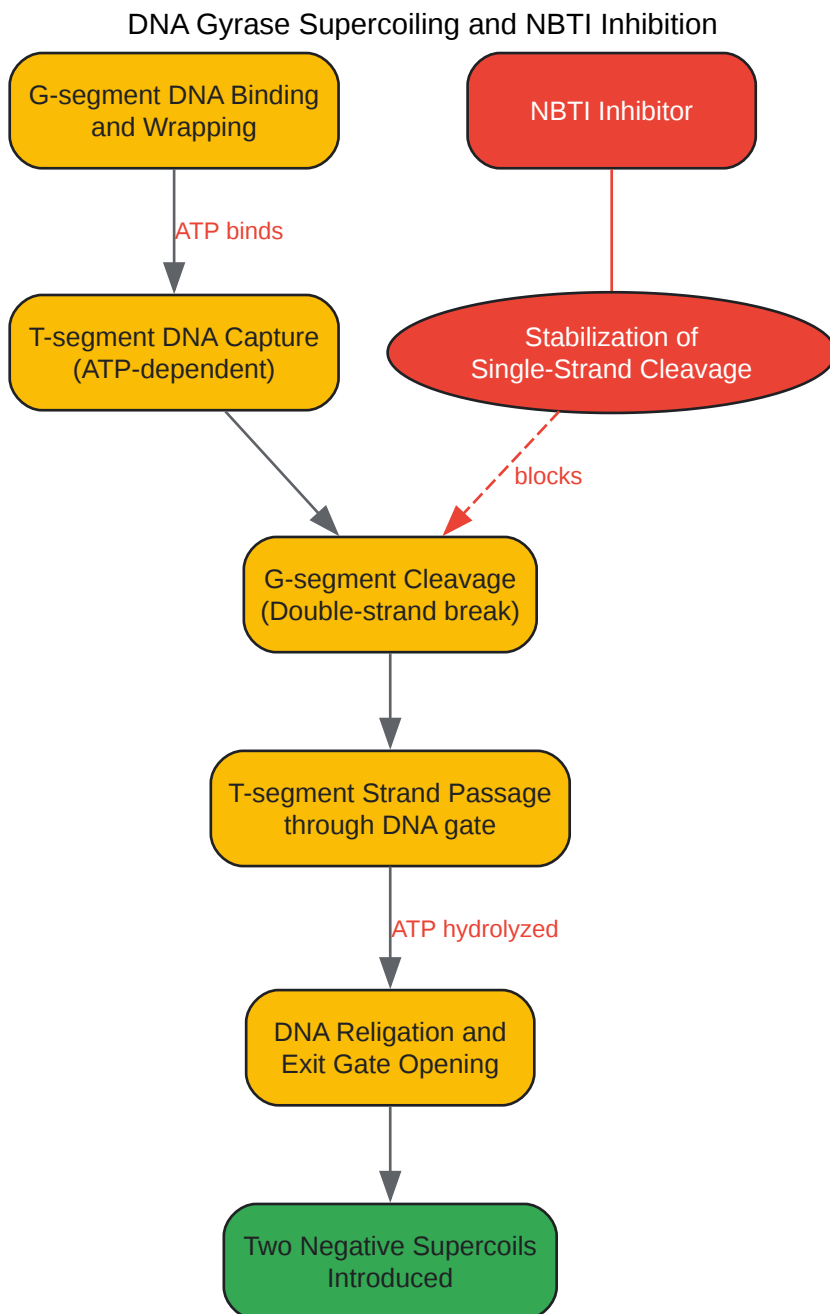 DNA Gyrase Supercoiling and NBTI Inhibition
G-segment DNA Binding
and Wrapping
NBTI Inhibitor
ATP binds
T-segment DNA Capture
(ATP-dependent)
Stabilization of
Single-Strand Cleavage
blocks
G-segment Cleavage
(Double-strand break)
T-segment Strand Passage
through DNA gate
ATP hydrolyzed
DNA Religation and
Exit Gate Opening
Two Negative Supercoils
Introduced